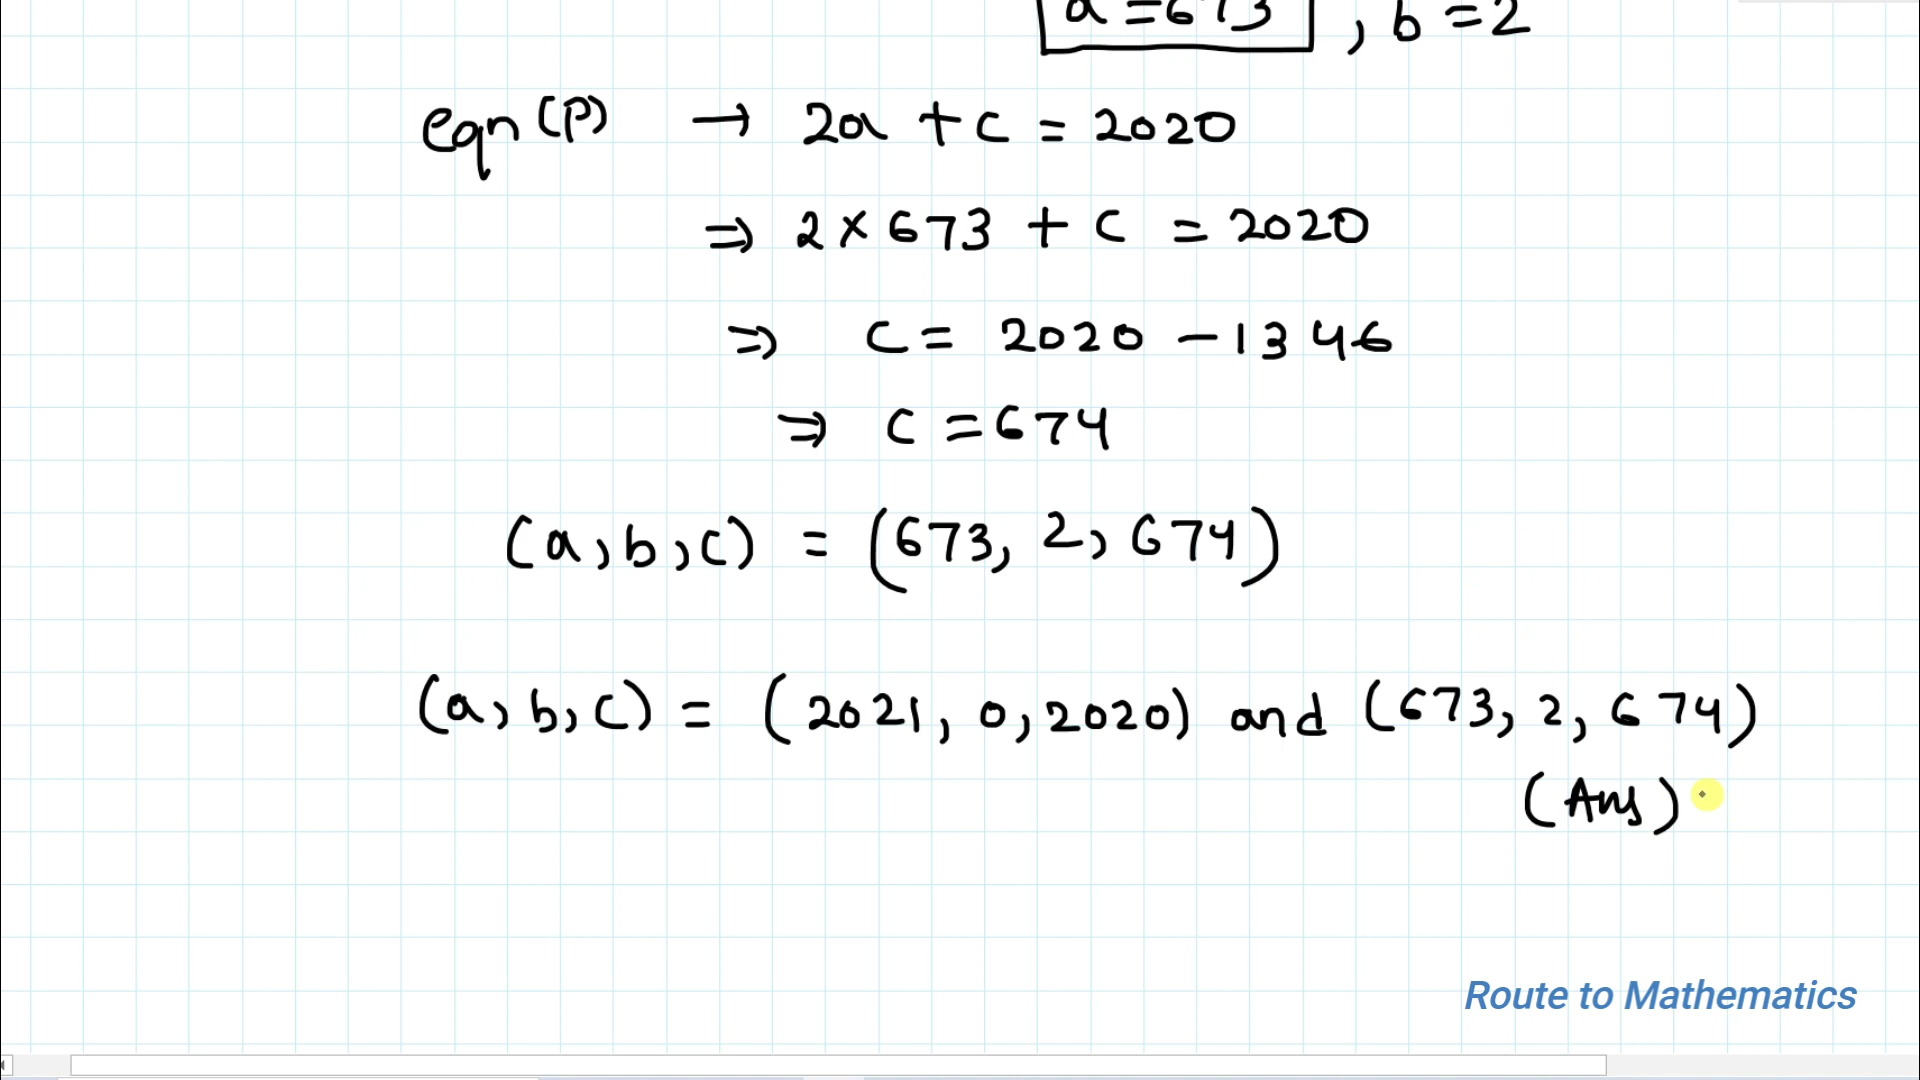 a = 673 , b = 2
eqn (P) → 2a + c = 2020
⇒ 2 × 673 + c = 2020
⇒ c = 2020 - 1346
⇒ c = 674
(a, b, c) = (673, 2, 674)
(a, b, c) = (2021, 0, 2020) and (673, 2, 674)
(Ans)
Route to Mathematics